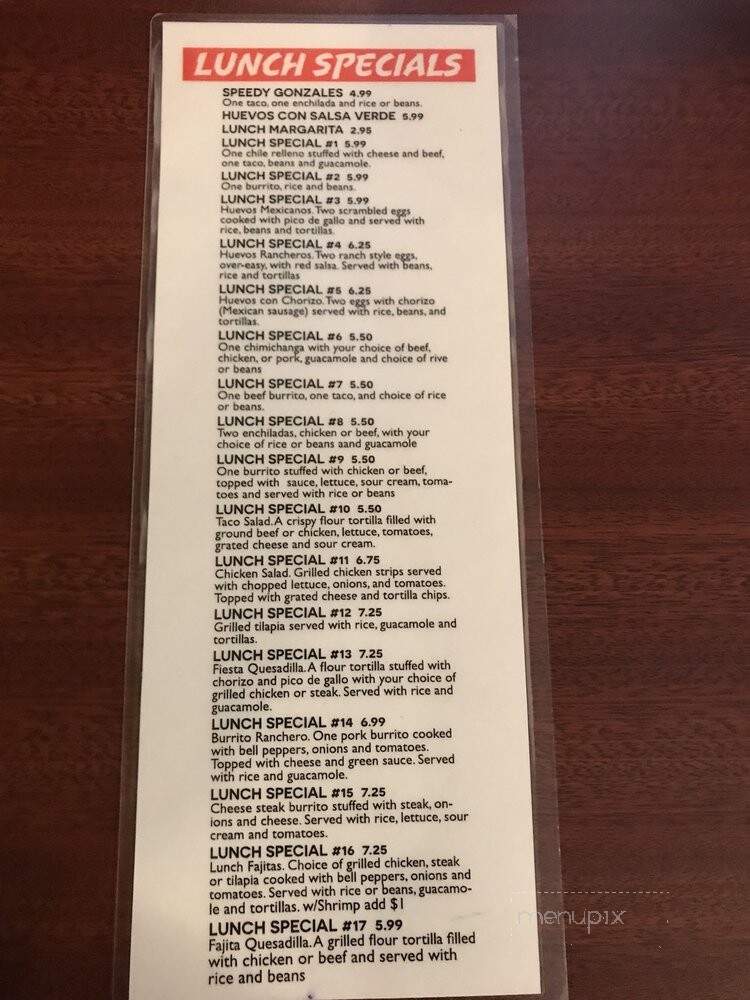 LUNCH SPECIALS
SPEEDY GONZALES 4.99
One taco, one enchilada and rice or beans.
HUEVOS CON SALSA VERDE 5.99
LUNCH MARGARITA 2.95
LUNCH SPECIAL #1 5.99
One chile relleno stuffed with cheese and beef,
one taco, beans and guacamole.
LUNCH SPECIAL #2 5.99
One burrito, rice and beans.
LUNCH SPECIAL #3 5.99
Huevos Mexicanos. Two scrambled eggs
cooked with pico de gallo and served with
rice, beans and tortillas.
LUNCH SPECIAL #4 6.25
Huevos Rancheros. Two ranch style eggs,
over-easy, with red salsa. Served with beans,
rice and tortillas
LUNCH SPECIAL #5 6.25
Huevos con Chorizo. Two eggs with chorizo
(Mexican sausage) served with rice, beans, and
tortillas.
LUNCH SPECIAL #6 5.50
One chimichanga with your choice of beef,
chicken, or pork, guacamole and choice of rive
or beans
LUNCH SPECIAL #7 5.50
One beef burrito, one taco, and choice of rice
or beans.
LUNCH SPECIAL #8 5.50
Two enchiladas, chicken or beef, with your
choice of rice or beans aand guacamole
LUNCH SPECIAL #9 5.50
One burrito stuffed with chicken or beef,
topped with sauce, lettuce, sour cream, toma-
toes and served with rice or beans
LUNCH SPECIAL #10 5.50
Taco Salad. A crispy flour tortilla filled with
ground beef or chicken, lettuce, tomatoes,
grated cheese and sour cream.
LUNCH SPECIAL #11 6.75
Chicken Salad. Grilled chicken strips served
with chopped lettuce, onions, and tomatoes.
Topped with grated cheese and tortilla chips.
LUNCH SPECIAL #12 7.25
Grilled tilapia served with rice, guacamole and
tortillas.
LUNCH SPECIAL #13 7.25
Fiesta Quesadilla. A flour tortilla stuffed with
chorizo and pico de gallo with your choice of
grilled chicken or steak. Served with rice and
guacamole.
LUNCH SPECIAL #14 6.99
Burrito Ranchero. One pork burrito cooked
with bell peppers, onions and tomatoes.
Topped with cheese and green sauce. Served
with rice and guacamole.
LUNCH SPECIAL #15 7.25
Cheese steak burrito stuffed with steak, on-
ions and cheese. Served with rice, lettuce, sour
cream and tomatoes.
LUNCH SPECIAL #16 7.25
Lunch Fajitas. Choice of grilled chicken, steak
or tilapia cooked with bell peppers, onions and
tomatoes. Served with rice or beans, guacamo-
le and tortillas. w/Shrimp add $1
LUNCH SPECIAL #17 5.99
Fajita Quesadilla. A grilled flour tortilla filled
with chicken or beef and served with
rice and beans
menupix